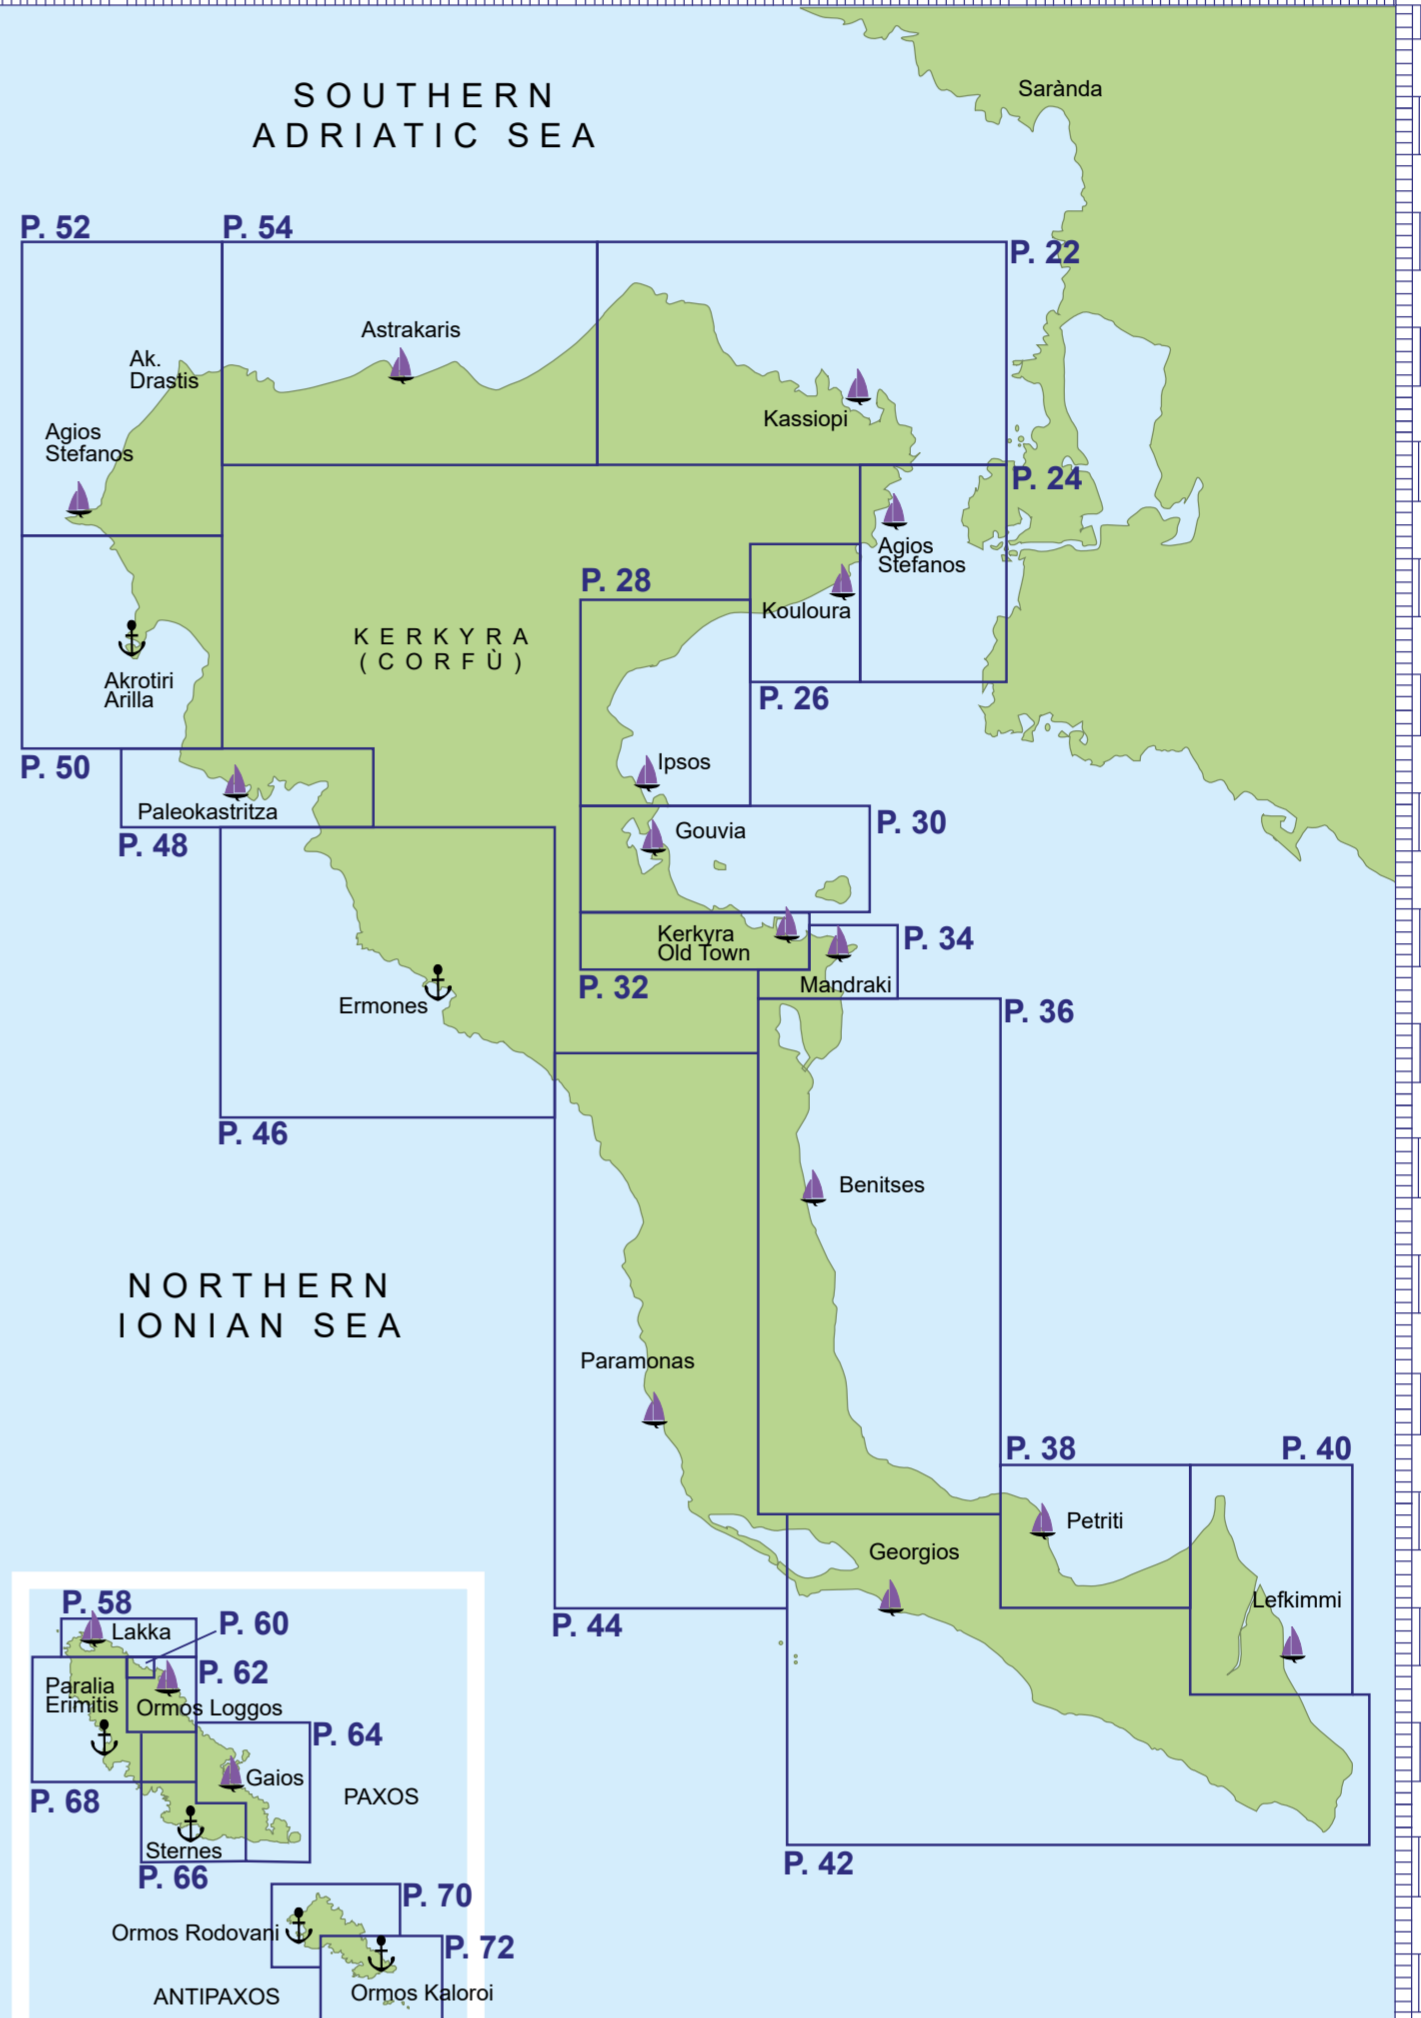 Sarànda
SOUTHERN
ADRIATIC SEA
P. 52
P. 54
P. 22
Astrakaris
Ak.
Drastis
Kassiopi
Agios
Stefanos
P. 24
Agios
Stefanos
P. 28
Kouloura
KERKYRA
(CORFÙ)
Akrotiri
Arilla
P. 26
P. 50
Ipsos
Paleokastritza
P. 48
Gouvia
P. 30
Kerkyra
Old Town
P. 34
Mandraki
P. 32
Ermones
P. 36
P. 46
Benitses
NORTHERN
IONIAN SEA
Paramonas
P. 38
P. 40
Petriti
Georgios
Lefkimmi
P. 44
P. 58
Lakka
P. 60
P. 62
Paralia
Erimitis
Ormos Loggos
P. 64
Gaios
PAXOS
P. 68
Sternes
P. 66
P. 42
P. 70
Ormos Rodovani
P. 72
Ormos Kaloroi
ANTIPAXOS